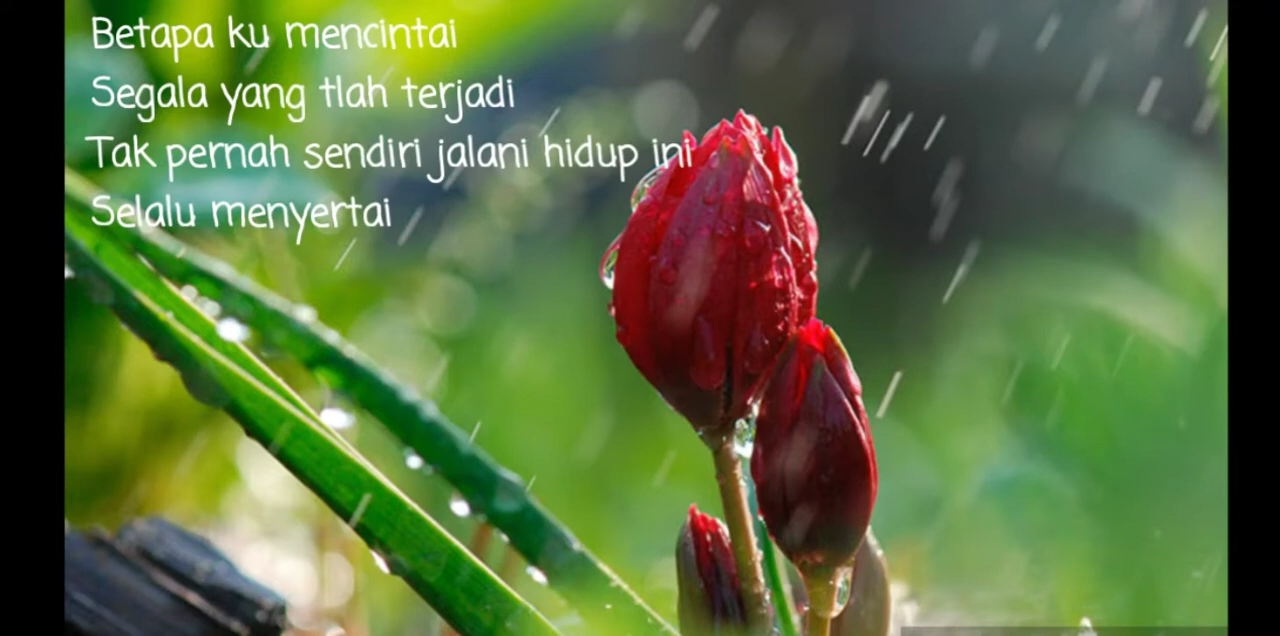 Betapa ku mencintai
Segala yang tlah terjadi
Tak pernah sendiri jalani hidup ini
Selalu menyertai